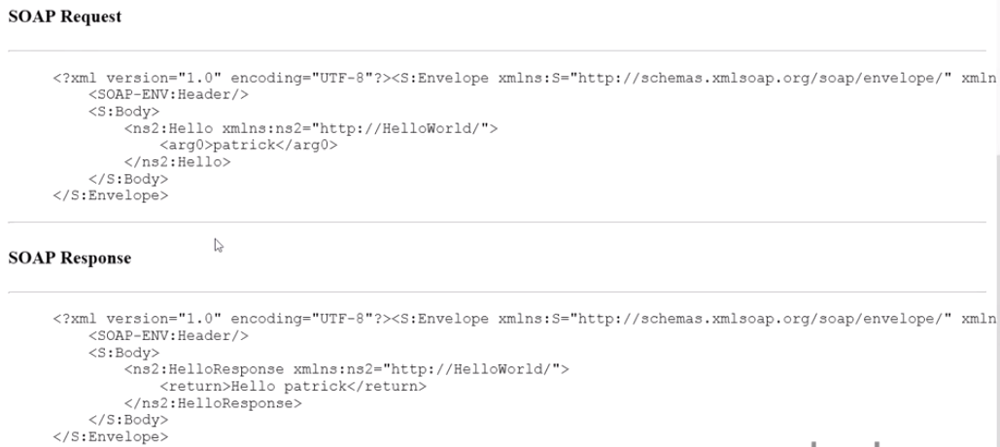 SOAP Request
<?xml version="1.0" encoding="UTF-8"?><S:Envelope xmlns:S="http://schemas.xmlsoap.org/soap/envelope/" xmln
<SOAP-ENV:Header/>
<S:Body>
<ns2:Hello xmlns:ns2="http://HelloWorld/">
<arg0>patrick</arg0>
</ns2:Hello>
</S:Body>
</S:Envelope>
SOAP Response
<?xml version="1.0" encoding="UTF-8"?><S:Envelope xmlns:S="http://schemas.xmlsoap.org/soap/envelope/" xmln
<SOAP-ENV:Header/>
<S:Body>
<ns2:HelloResponse xmlns:ns2="http://HelloWorld/">
<return>Hello patrick</return>
</ns2:HelloResponse>
</S:Body>
</S:Envelope>